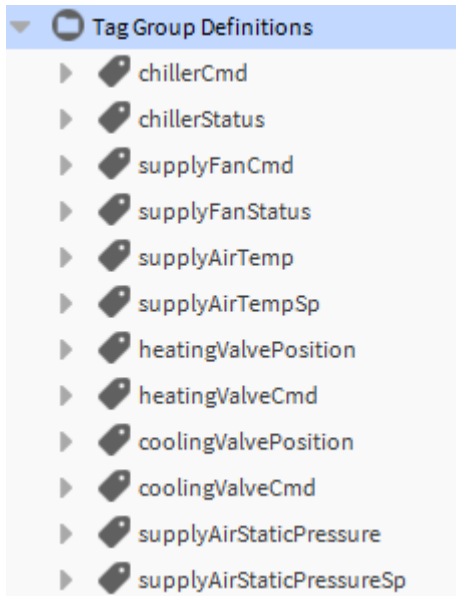 Tag Group Definitions
chillerCmd
chillerStatus
supplyFanCmd
supplyFanStatus
supplyAirTemp
supplyAirTempSp
heatingValvePosition
heatingValveCmd
coolingValvePosition
coolingValveCmd
supplyAirStaticPressure
supplyAirStaticPressureSp